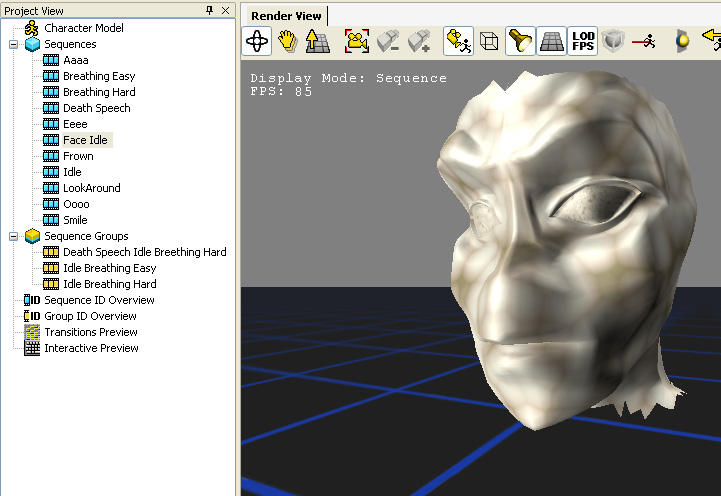 Project View
Character Model
Sequences
Aaaa
Breathing Easy
Breathing Hard
Death Speech
Eeee
Face Idle
Frown
Idle
LookAround
Oooo
Smile
Sequence Groups
Death Speech Idle Breathing Hard
Idle Breathing Easy
Idle Breathing Hard
ID Sequence ID Overview
ID Group ID Overview
Transitions Preview
Interactive Preview
Render View
LOD
FPS
Display Mode: Sequence
FPS: 85